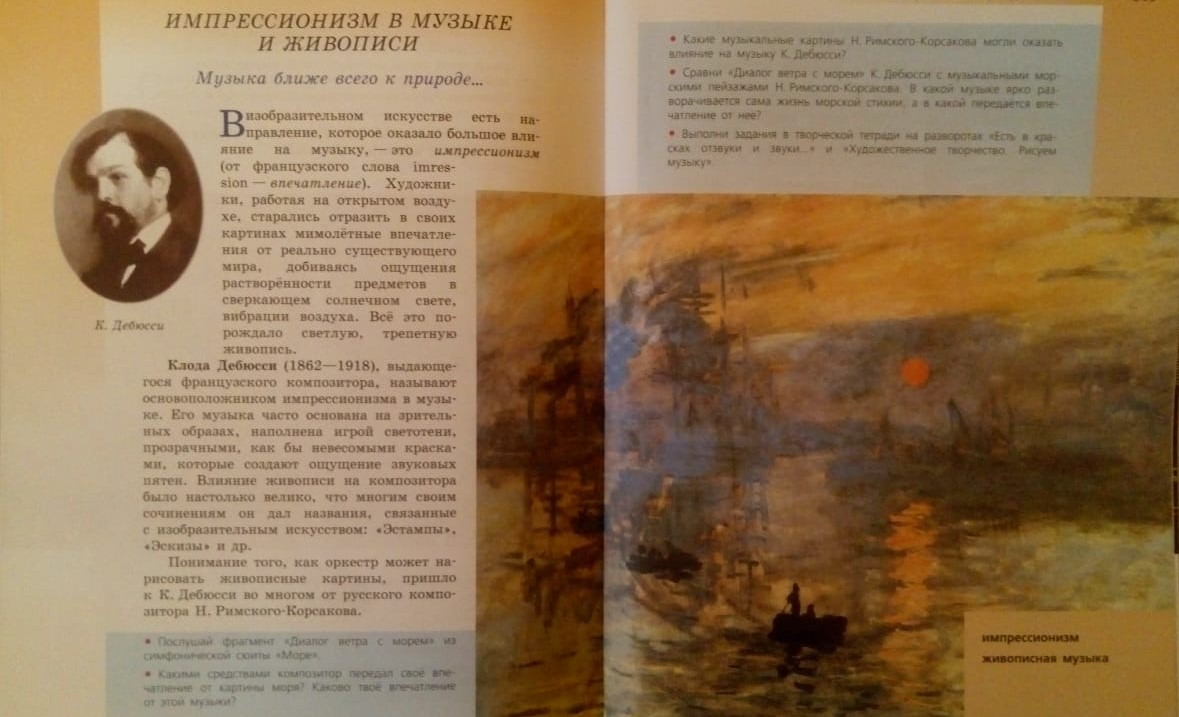 ИМПРЕССИОНИЗМ В МУЗЫКЕ
И ЖИВОПИСИ
Музыка ближе всего к природе...
В изобразительном искусстве есть на-
правление, которое оказало большое вли-
яние на музыку, — это импрессионизм
(от французского слова imres-
sion — впечатление). Художни-
ки, работая на открытом возду-
хе, старались отразить в своих
картинах мимолётные впечатле-
ния от реально существующего
мира, добиваясь ощущения
растворённости предметов в
сверкающем солнечном свете,
вибрации воздуха. Всё это по-
рождало светлую, трепетную
живопись.
К. Дебюсси
Клода Дебюсси (1862—1918), выдающе-
гося французского композитора, называют
основоположником импрессионизма в музы-
ке. Его музыка часто основана на зритель-
ных образах, наполнена игрой светотени,
прозрачными, как бы невесомыми краска-
ми, которые создают ощущение звуковых
пятен. Влияние живописи на композитора
было настолько велико, что многим своим
сочинениям он дал названия, связанные
с изобразительным искусством: «Эстампы»,
«Эскизы» и др.
Понимание того, как оркестр может на-
рисовать живописные картины, пришло
к К. Дебюсси во многом от русского компо-
зитора Н. Римского-Корсакова.
• Послушай фрагмент «Диалог ветра с морем» из
симфонической сюиты «Море».
• Какими средствами композитор передал своё впе-
чатление от картины моря? Каково твоё впечатление
от этой музыки?
• Какие музыкальные картины Н. Римского-Корсакова могли оказать
влияние на музыку К. Дебюсси?
• Сравни «Диалог ветра с морем» К. Дебюсси с музыкальными мор-
скими пейзажами Н. Римского-Корсакова. В какой музыке ярко раз-
ворачивается сама жизнь морской стихии, а в какой передаётся впе-
чатление от неё?
• Выполни задания в творческой тетради на разворотах «Есть в кра-
сках отзвуки и звуки...» и «Художественное творчество. Рисуем
музыку».
импрессионизм
живописная музыка